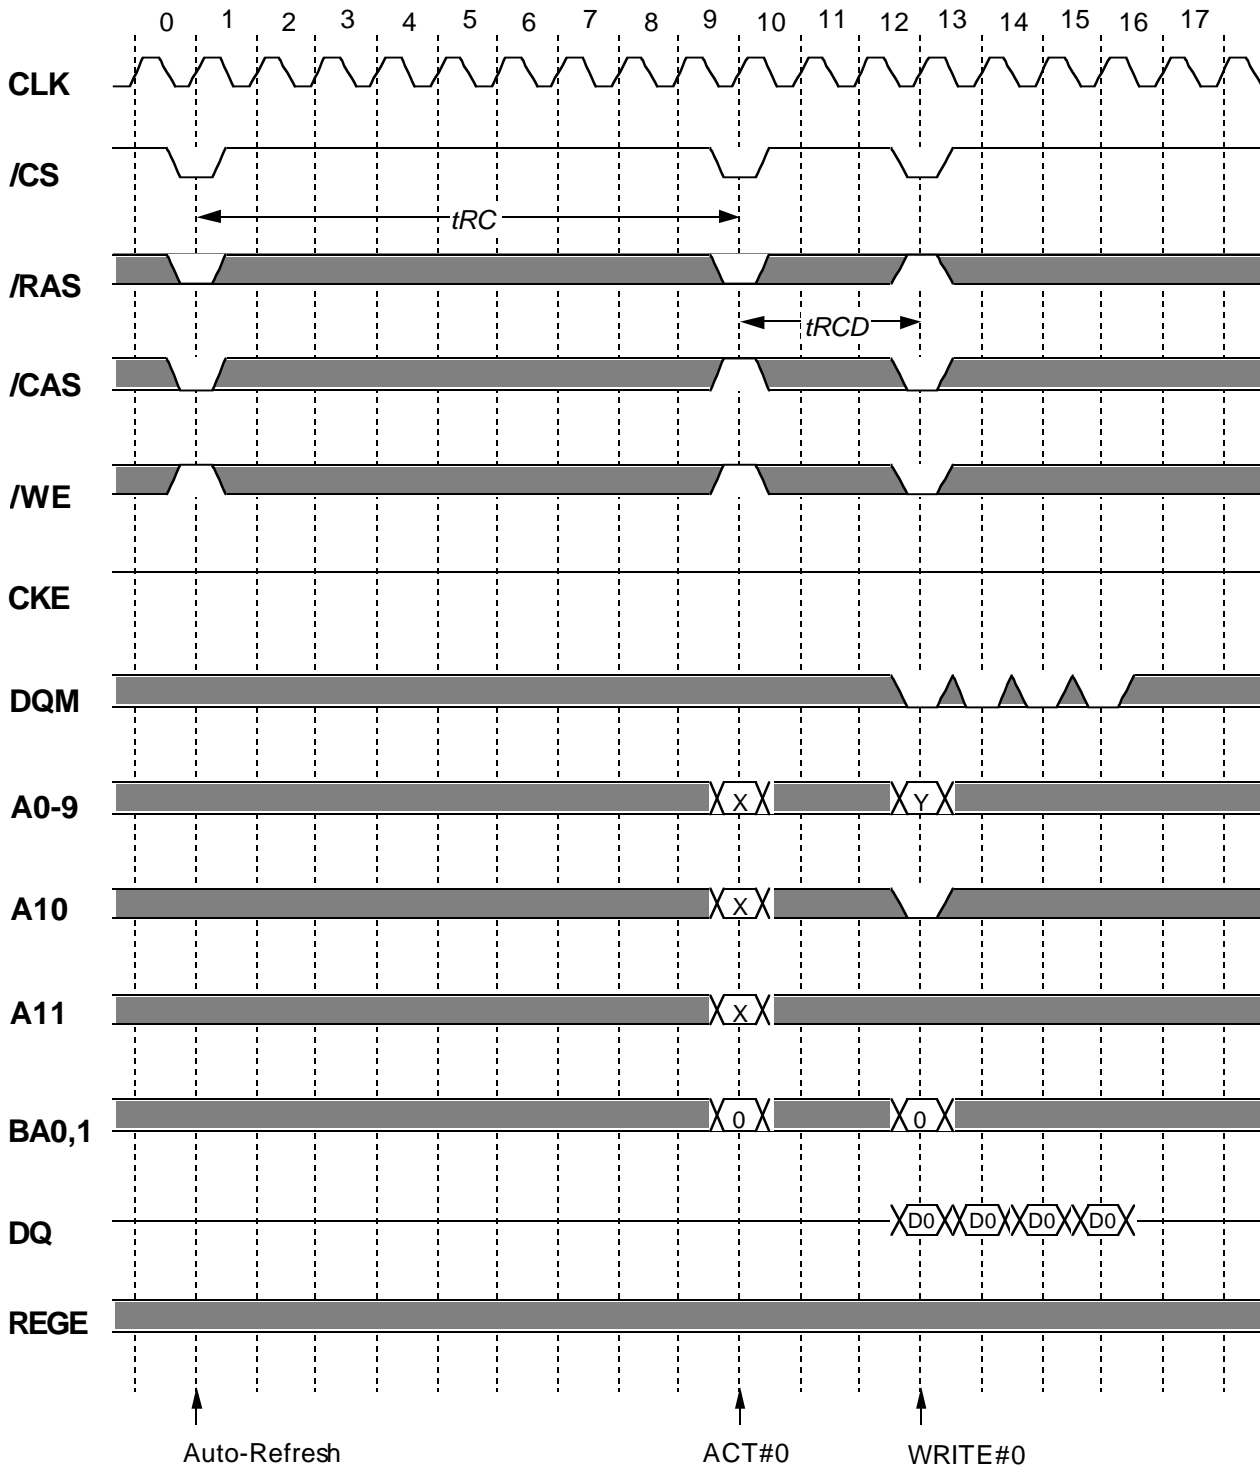 0 1 2 3 4 5 6 7 8 9 10 11 12 13 14 15 16 17
CLK
/CS
tRC
/RAS
tRCD
/CAS
/WE
CKE
DQM
A0-9 X Y
A10 X
A11 X
BA0,1 0 0
DQ D0 D0 D0 D0
REGE
Auto-Refresh ACT#0 WRITE#0